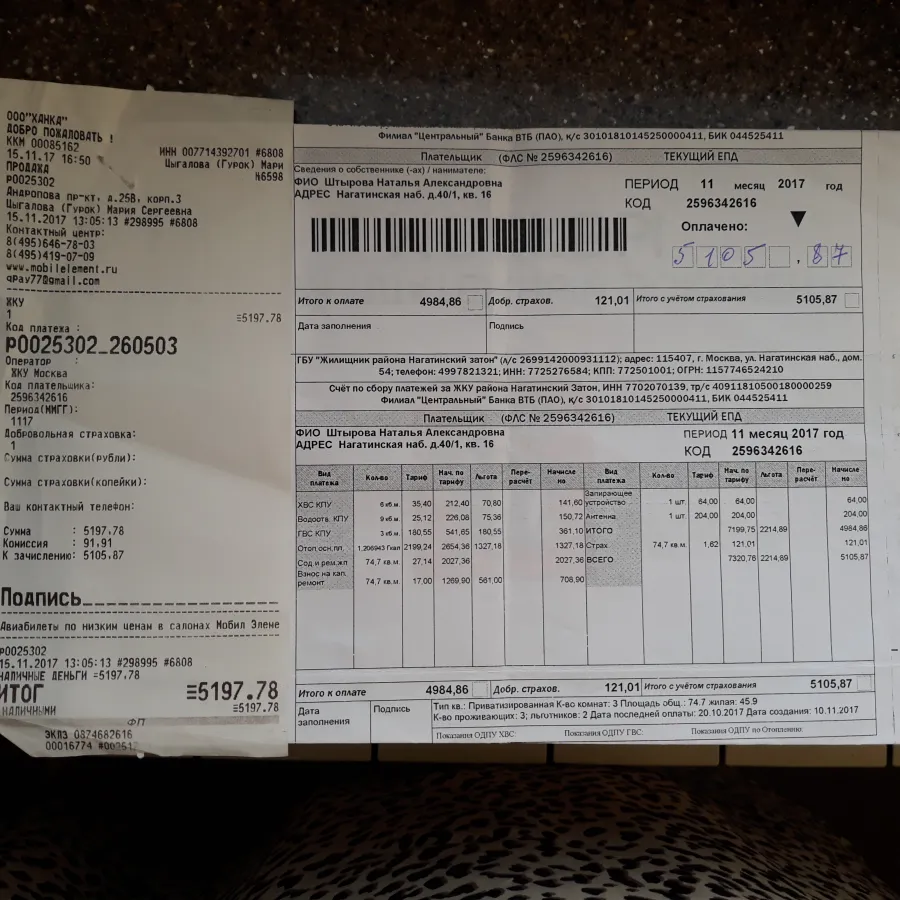 ООО"ХАНКА"
ДОБРО ПОЖАЛОВАТЬ !
ККМ 00085162 ИНН 007714392701 #6808
15.11.17 16:50 Цыгалова (Гурок) Мари
ПРОДАЖА №6598
P0025302
Андропова пр-кт, д.25В, корп.3
Цыгалова (Гурок) Мария Сергеевна
15.11.2017 13:05:13 #298995 #6808
Контактный центр:
8(495)646-78-03
8(495)419-07-09
www.mobilelement.ru
qPay77@gmail.com
ЖКУ
1 ≡5197.78
Код платежа :
P0025302_260503
Оператор :
ЖКУ Москва
Код плательщика:
2596342616
Период(ММГГ):
1117
Добровольная страховка:
Сумма страховки(рубли):
Сумма страховки(копейки):
Ваш контактный телефон:
Сумма : 5197.78
Комиссия : 91.91
К зачислению: 5105.87
Подпись
Авиабилеты по низким ценам в салонах Мобил Элеме
P0025302
15.11.2017 13:05:13 #298995 #6808
НАЛИЧНЫЕ ДЕНЬГИ =5197.78
ИТОГ ≡5197.78
НАЛИЧНЫМИ ≡5197.78
ФП
ЭКЛЗ 0874682616
00016774
Филиал "Центральный" Банка ВТБ (ПАО), к/с 30101810145250000411, БИК 044525411
Плательщик (ФЛС № 2596342616) ТЕКУЩИЙ ЕПД
Сведения о собственнике (-ах) / нанимателе:
ФИО Штырова Наталья Александровна
АДРЕС Нагатинская наб. д.40/1, кв. 16
ПЕРИОД 11 месяц 2017 год
КОД 2596342616
Оплачено:
5105,87
Итого к оплате 4984,86 Добр. страхов. 121,01 Итого с учётом страхования 5105,87
Дата заполнения Подпись
ГБУ "Жилищник района Нагатинский затон" (л/с 2699142000931112); адрес: 115407, г. Москва, ул. Нагатинская наб., дом.
54; телефон: 4997821321; ИНН: 7725276584; КПП: 772501001; ОГРН: 1157746524210
Счёт по сбору платежей за ЖКУ района Нагатинский Затон, ИНН 7702070139, тр/с 40911810500180000259
Филиал "Центральный" Банка ВТБ (ПАО), к/с 30101810145250000411, БИК 044525411
Плательщик (ФЛС № 2596342616) ТЕКУЩИЙ ЕПД
ФИО Штырова Наталья Александровна ПЕРИОД 11 месяц 2017 год
АДРЕС Нагатинская наб. д.40/1, кв. 16 КОД 2596342616
Вид платежа Кол-во Тариф Нач. по тарифу Льгота Пере-расчёт Начислено Вид платежа Кол-во Тариф Нач. по тарифу Льгота Пере-расчёт Начислено
ХВС КПУ 6 кб.м. 35,40 212,40 70,80 141,60 Запирающее устройство 1 шт. 64,00 64,00 64,00
Водоотв. КПУ 9 кб.м. 25,12 226,08 75,36 150,72 Антенна 1 шт. 204,00 204,00 204,00
ГВС КПУ 3 кб.м. 180,55 541,65 180,55 361,10 ИТОГО 7199,75 2214,89 4984,86
Отоп осн.пл. 1,206943 Гкал 2199,24 2654,36 1327,18 1327,18 Страх. 74,7 кв.м. 1,62 121,01 121,01
Сод и рем.жп 74,7 кв.м. 27,14 2027,36 2027,36 ВСЕГО 7320,76 2214,89 5105,87
Взнос на кап. ремонт 74,7 кв.м. 17,00 1269,90 561,00 708,90
Итого к оплате 4984,86 Добр. страхов. 121,01 Итого с учётом страхования 5105,87
Дата заполнения Подпись Тип кв.: Приватизированная К-во комнат: 3 Площадь общ.: 74.7 жилая: 45.9
К-во проживающих: 3; льготников: 2 Дата последней оплаты: 20.10.2017 Дата создания: 10.11.2017
Показания ОДПУ ХВС: Показания ОДПУ ГВС: Показания ОДПУ по Отоплению: